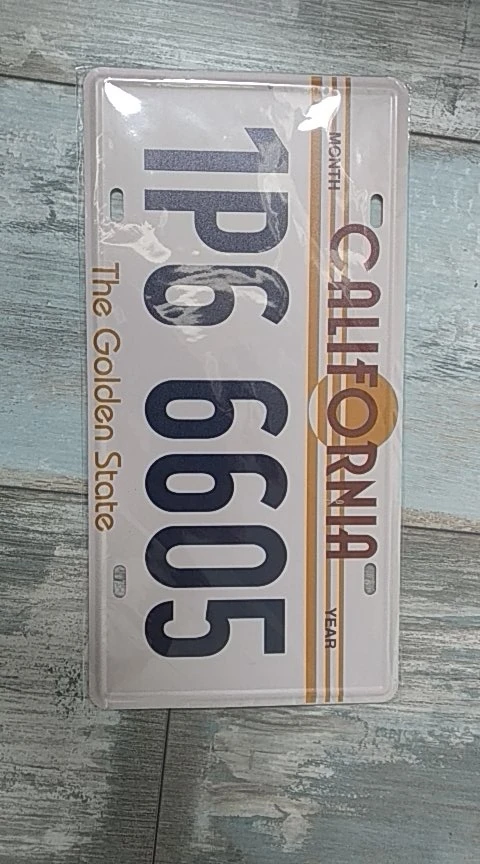 MONTH CALIFORNIA YEAR
1P6 6605
The Golden State